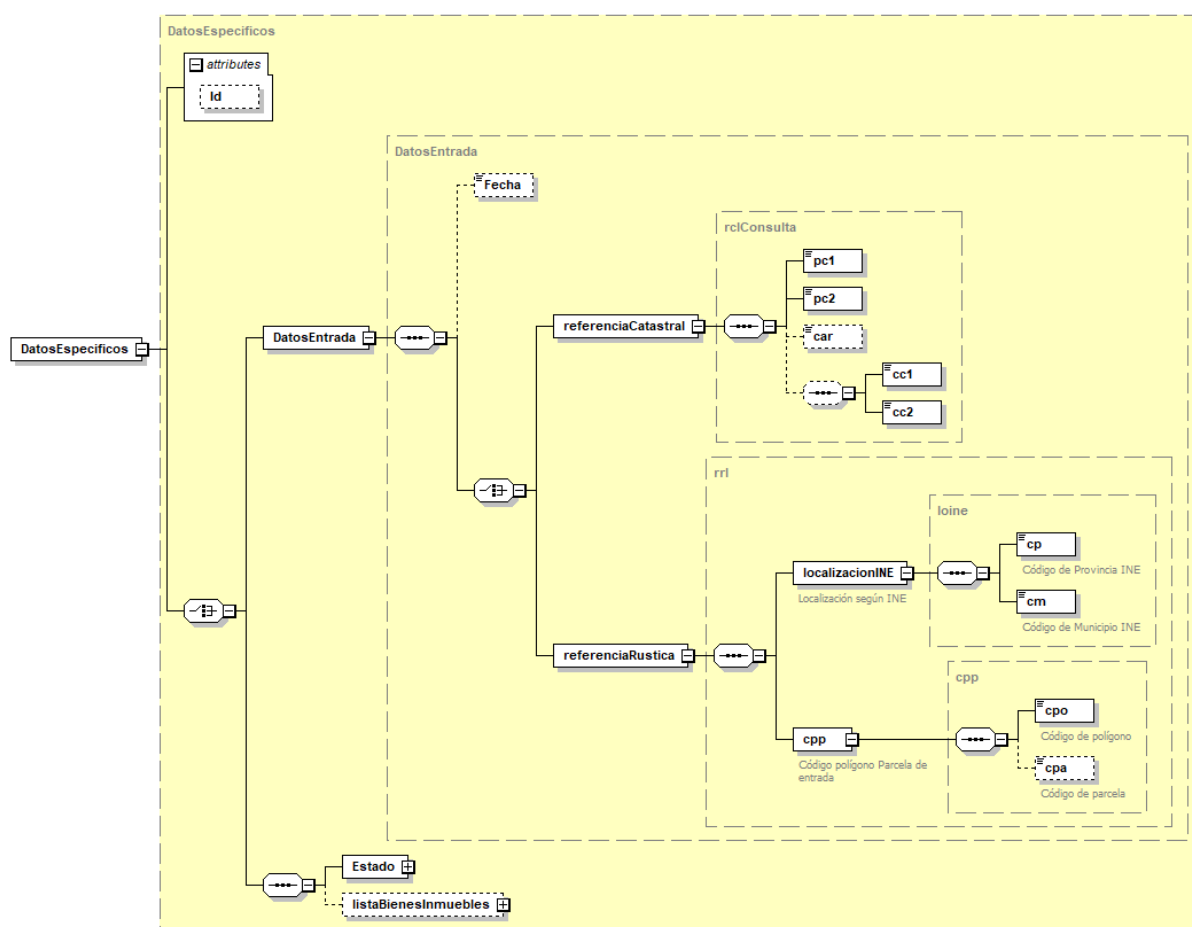 DatosEspecificos
attributes
Id
DatosEntrada
Fecha
rclConsulta
pc1
pc2
referenciaCatastral
car
DatosEntrada
DatosEspecificos
cc1
cc2
rrl
loine
cp
Código de Provincia INE
localizacionINE
Localización según INE
cm
Código de Municipio INE
referenciaRustica
cpp
cpo
Código de polígono
cpp
Código polígono Parcela de
entrada
cpa
Código de parcela
Estado
listaBienesInmuebles